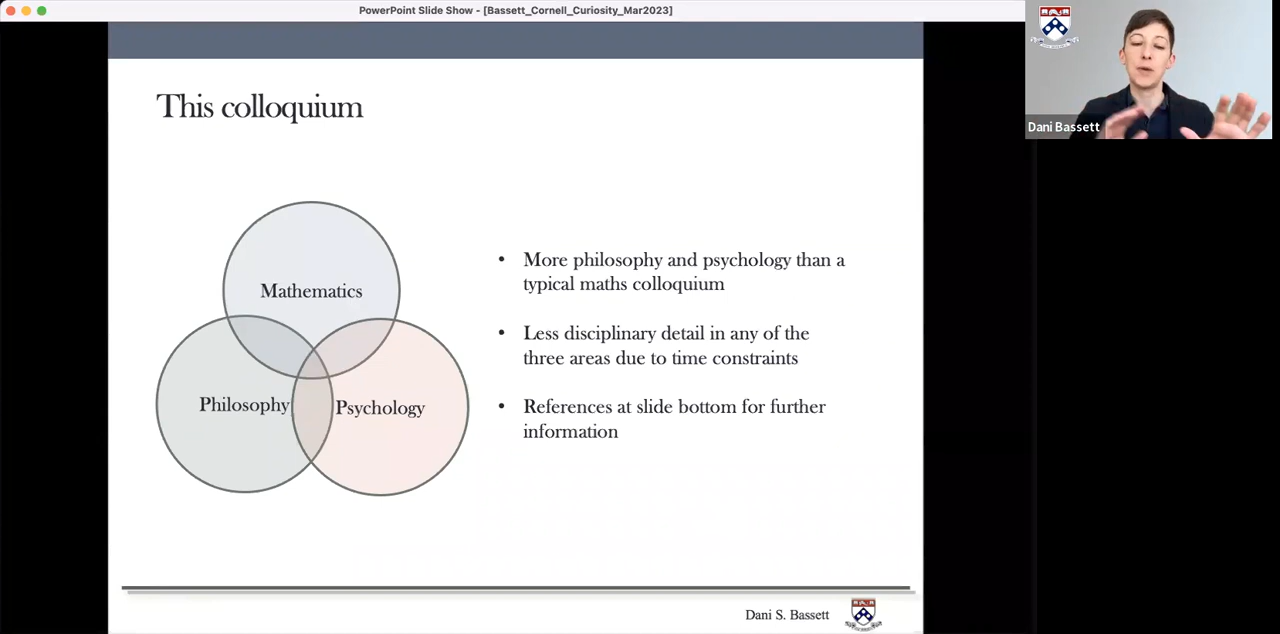 PowerPoint Slide Show - [Bassett_Cornell_Curiosity_Mar2023]
Dani Bassett
This colloquium
Mathematics
Philosophy
Psychology
• More philosophy and psychology than a
typical maths colloquium
• Less disciplinary detail in any of the
three areas due to time constraints
• References at slide bottom for further
information
Dani S. Bassett